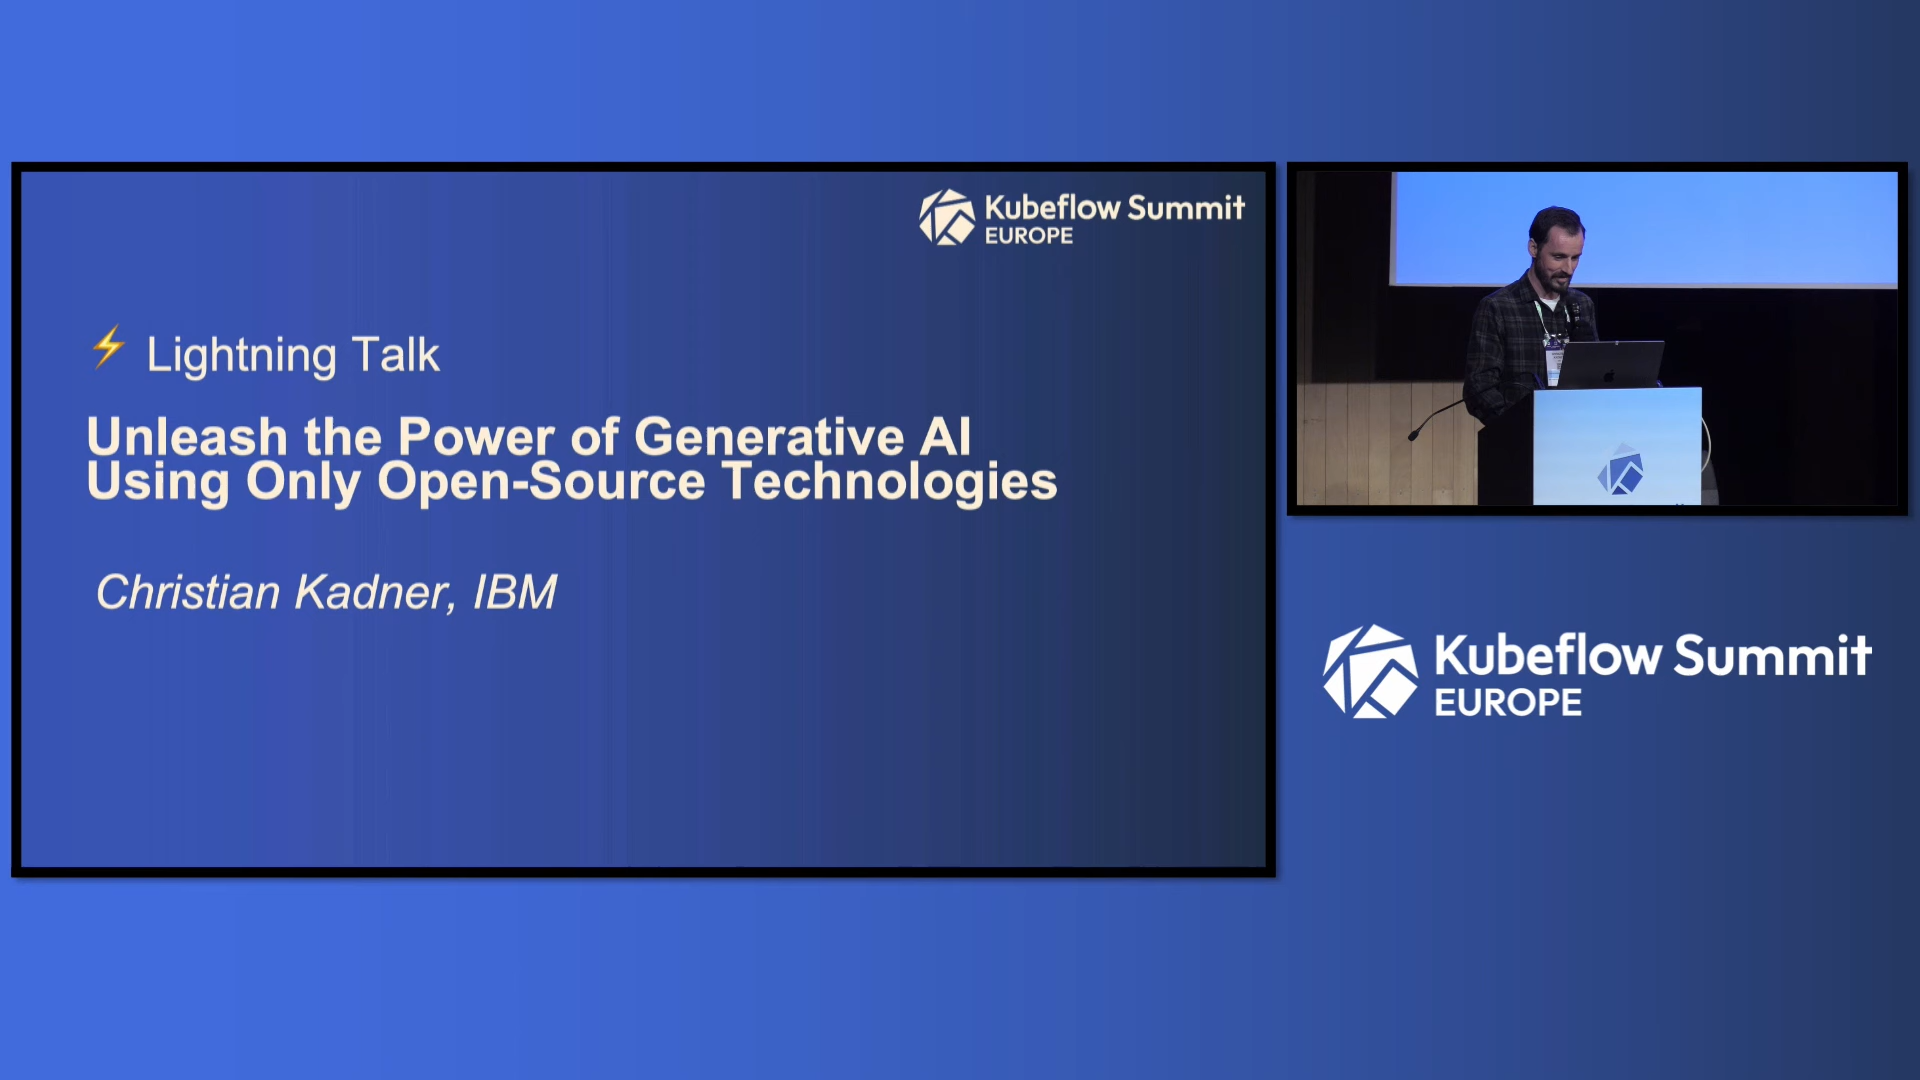 Kubeflow Summit
EUROPE
⚡ Lightning Talk
Unleash the Power of Generative AI
Using Only Open-Source Technologies
Christian Kadner, IBM
Kubeflow Summit
EUROPE